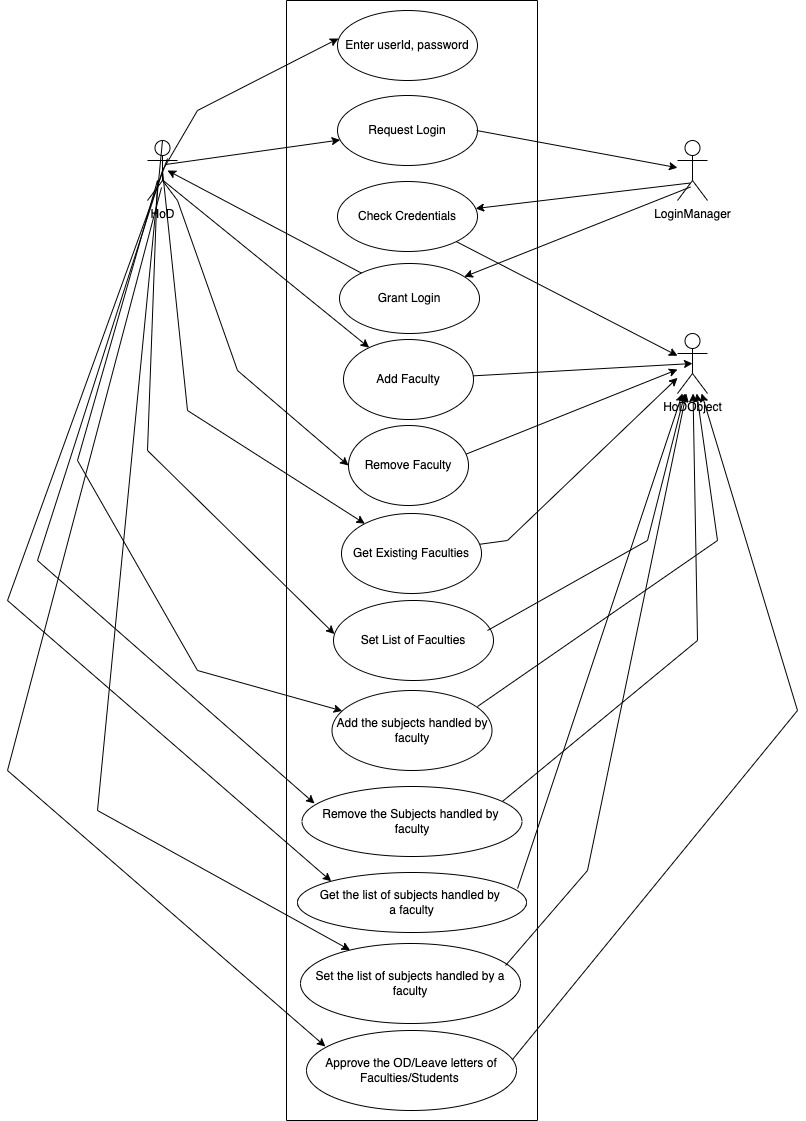 Enter userId, password
Request Login
HoD
LoginManager
Check Credentials
Grant Login
Add Faculty
HoDObject
Remove Faculty
Get Existing Faculties
Set List of Faculties
Add the subjects handled by
faculty
Remove the Subjects handled by
faculty
Get the list of subjects handled by
a faculty
Set the list of subjects handled by a
faculty
Approve the OD/Leave letters of
Faculties/Students